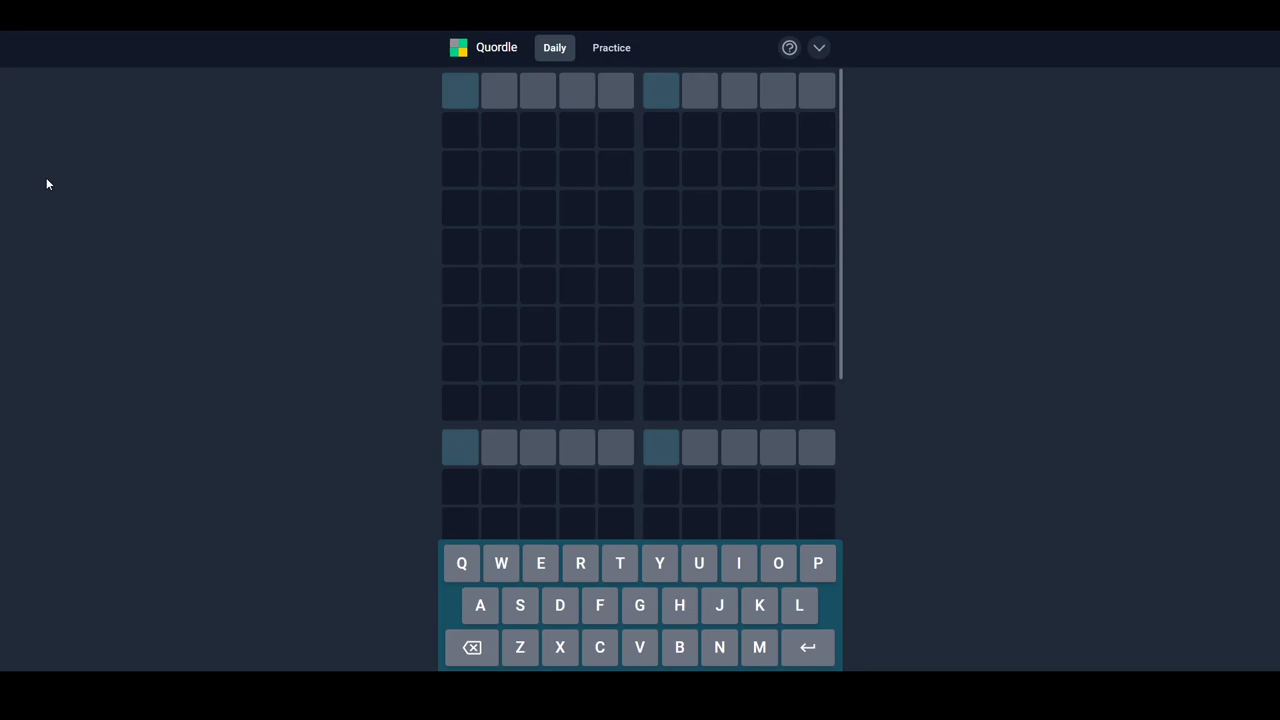 Quordle Daily Practice
Q W E R T Y U I O P
A S D F G H J K L
Z X C V B N M